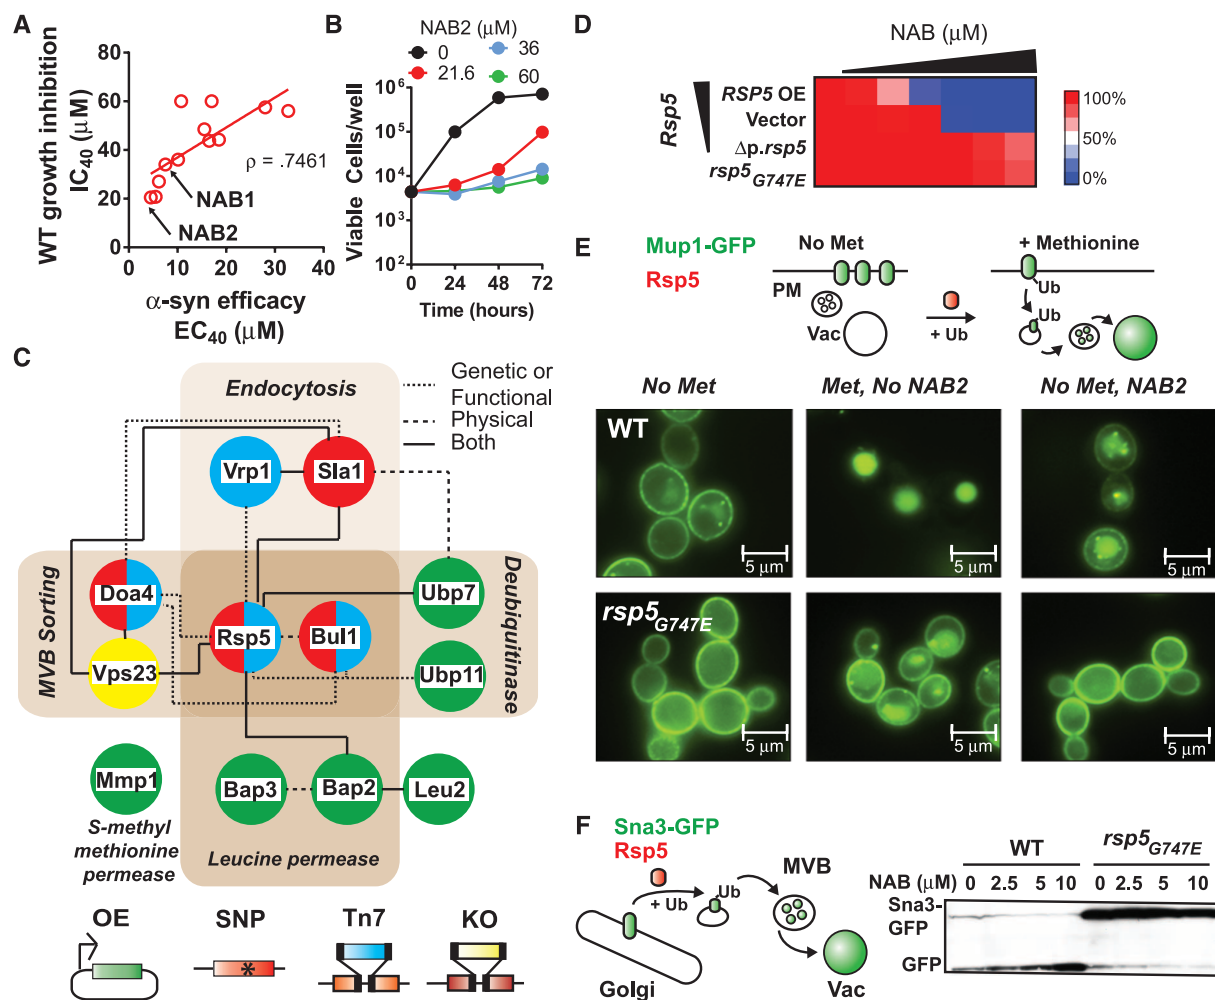 A
WT growth inhibition
IC40 (μM)
80
60
40
20
0
0
10
20
30
40
ρ = .7461
NAB1
NAB2
α-syn efficacy
EC40 (μM)
B
NAB2 (μM)
0
36
21.6
60
Viable Cells/well
10^6
10^5
10^4
10^3
10^2
0
24
48
72
Time (hours)
C
Endocytosis
Genetic or
Functional
Physical
Both
Vrp1
Sla1
MVB Sorting
Deubiquitinase
Doa4
Ubp7
Rsp5
Bul1
Vps23
Ubp11
Mmp1
Bap3
Bap2
Leu2
S-methyl
methionine
permease
Leucine permease
OE
SNP
Tn7
KO
*
D
NAB (μM)
Rsp5
RSP5 OE
Vector
Δp.rsp5
rsp5G747E
100%
50%
0%
E
Mup1-GFP
Rsp5
No Met
+ Methionine
PM
Vac
+ Ub
Ub
Ub
No Met
Met, No NAB2
No Met, NAB2
WT
5 μm
5 μm
5 μm
rsp5G747E
5 μm
5 μm
5 μm
F
Sna3-GFP
Rsp5
+ Ub
Ub
MVB
Golgi
Vac
WT
rsp5G747E
NAB (μM)
0 2.5 5 10 0 2.5 5 10
Sna3-
GFP
GFP